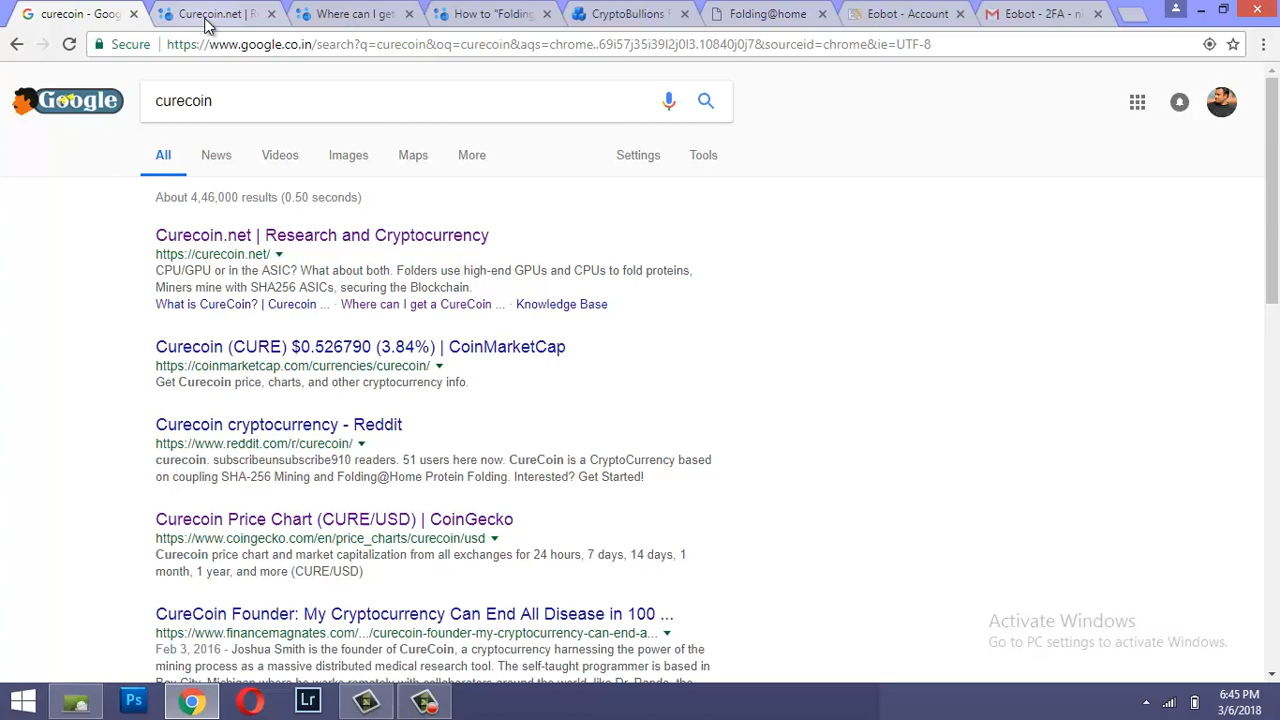 curecoin - Goog
Curecoin.net | R
Where can I get
How to "Folding
CryptoBullions F
Folding@home
Eobot - Account
Eobot - 2FA - n
Secure
https://www.google.co.in/search?q=curecoin&oq=curecoin&aqs=chrome..69i57j35i39l2j0l3.10840j0j7&sourceid=chrome&ie=UTF-8
Google
curecoin
All News Videos Images Maps More Settings Tools
About 4,46,000 results (0.50 seconds)
Curecoin.net | Research and Cryptocurrency
https://curecoin.net/
CPU/GPU or in the ASIC? What about both. Folders use high-end GPUs and CPUs to fold proteins,
Miners mine with SHA256 ASICs, securing the Blockchain.
What is CureCoin? | Curecoin ... · Where can I get a CureCoin ... · Knowledge Base
Curecoin (CURE) $0.526790 (3.84%) | CoinMarketCap
https://coinmarketcap.com/currencies/curecoin/
Get Curecoin price, charts, and other cryptocurrency info.
Curecoin cryptocurrency - Reddit
https://www.reddit.com/r/curecoin/
curecoin. subscribeunsubscribe910 readers. 51 users here now. CureCoin is a CryptoCurrency based
on coupling SHA-256 Mining and Folding@Home Protein Folding. Interested? Get Started!
Curecoin Price Chart (CURE/USD) | CoinGecko
https://www.coingecko.com/en/price_charts/curecoin/usd
Curecoin price chart and market capitalization from all exchanges for 24 hours, 7 days, 14 days, 1
month, 1 year, and more (CURE/USD)
CureCoin Founder: My Cryptocurrency Can End All Disease in 100 ...
https://www.financemagnates.com/.../curecoin-founder-my-cryptocurrency-can-end-a...
Feb 3, 2016 - Joshua Smith is the founder of CureCoin, a cryptocurrency harnessing the power of the
mining process as a massive distributed medical research tool. The self-taught programmer is based in
Activate Windows
Go to PC settings to activate Windows.
Ps
Lr
6:45 PM
3/6/2018